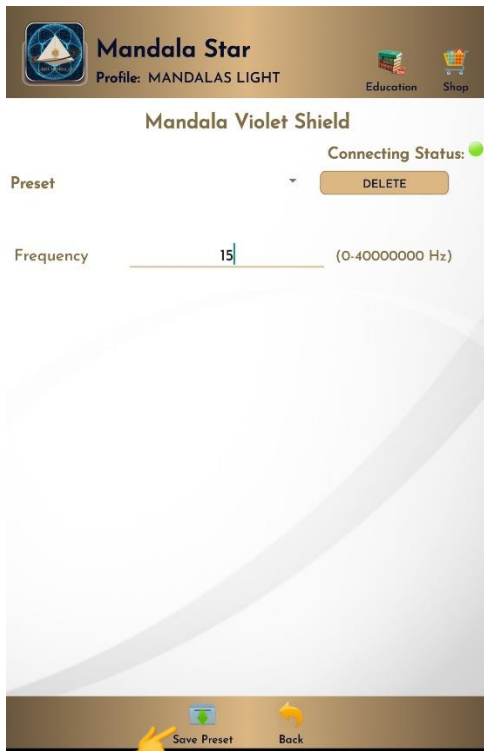 Mandala Star
Profile: MANDALAS LIGHT
Education
Shop
Mandala Violet Shield
Connecting Status:
Preset
DELETE
Frequency
15
(0-40000000 Hz)
Save Preset
Back